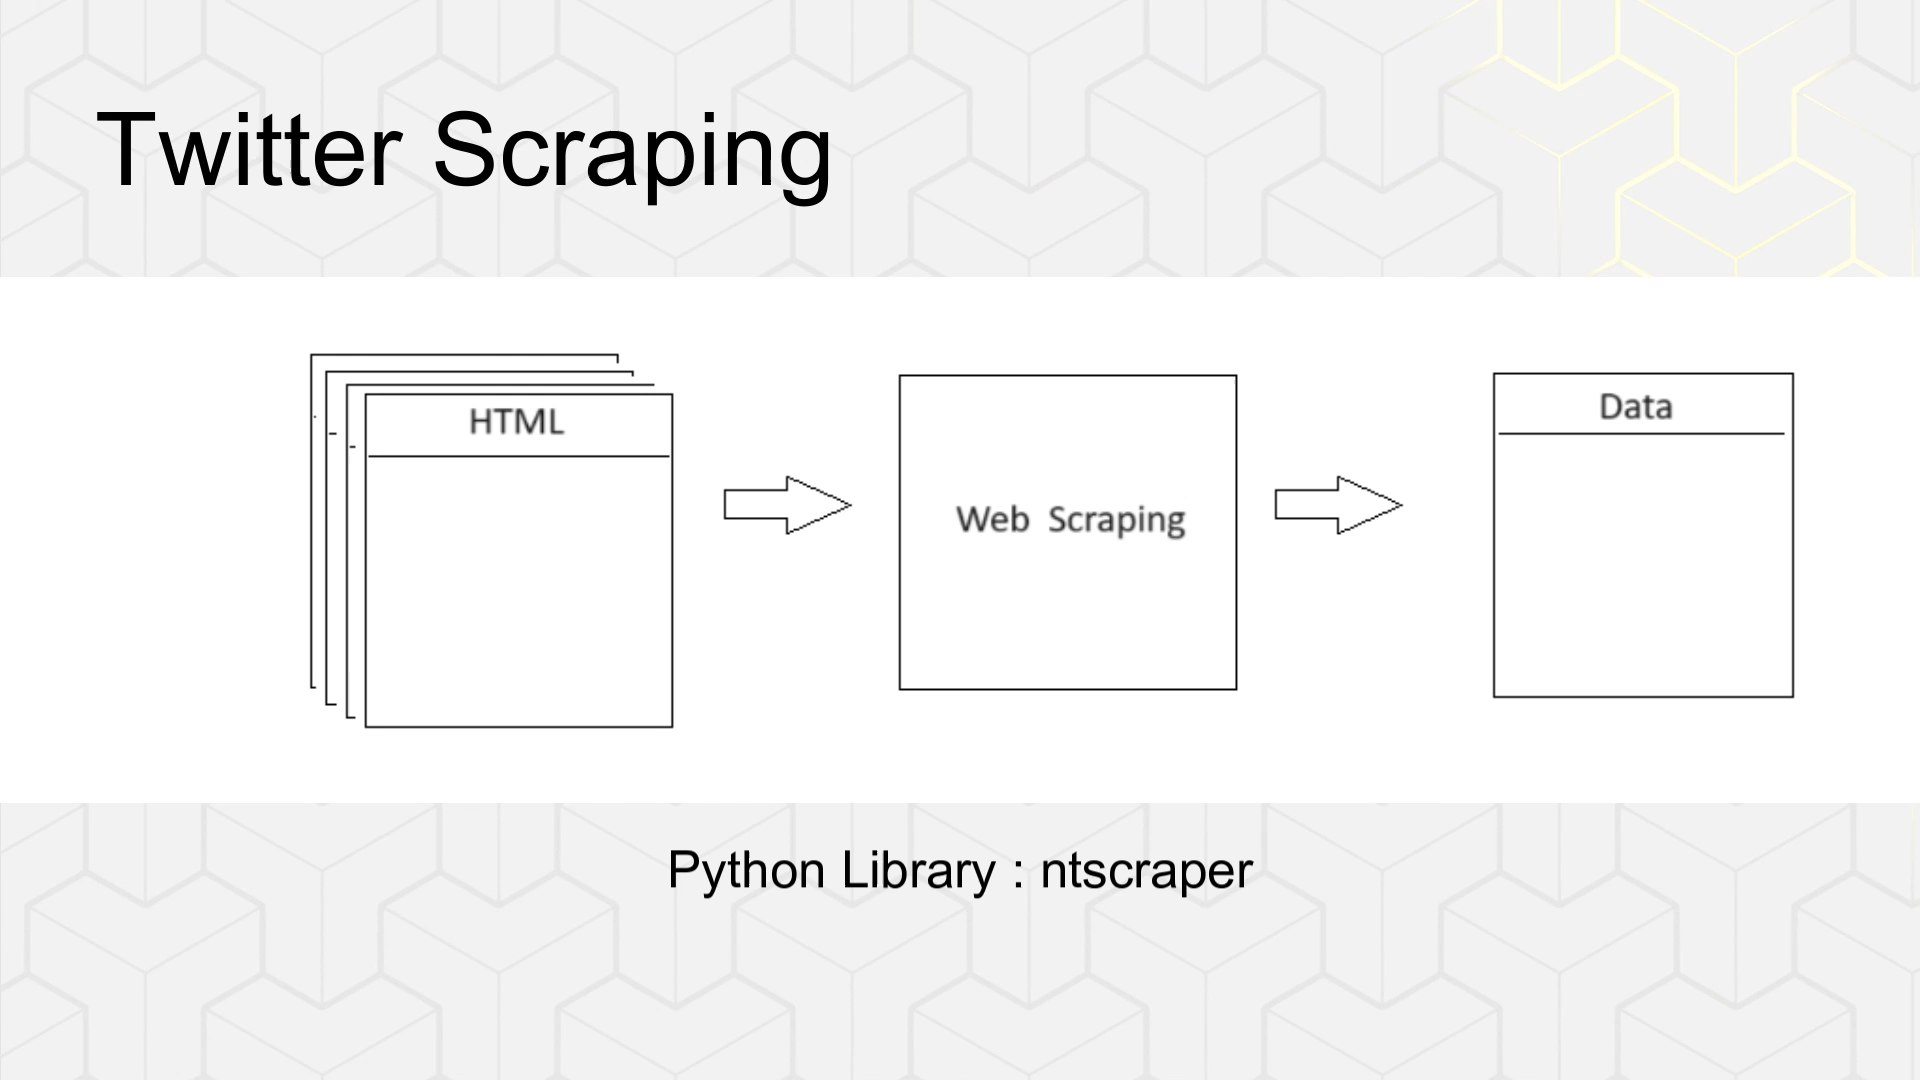 Twitter Scraping
HTML
Web Scraping
Data
Python Library : ntscraper